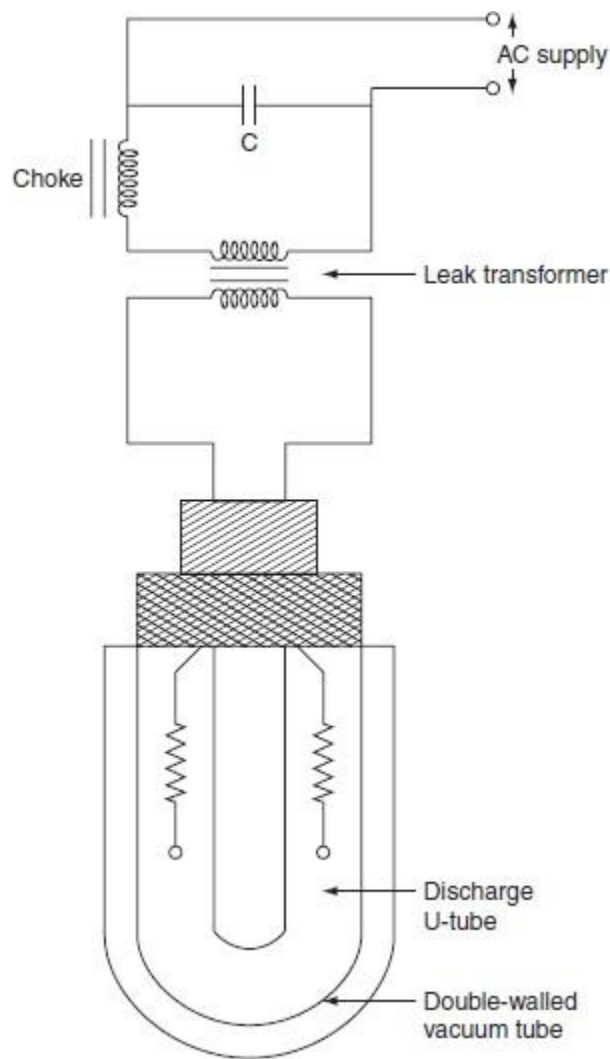 AC supply
C
Choke
Leak transformer
Discharge
U-tube
Double-walled
vacuum tube